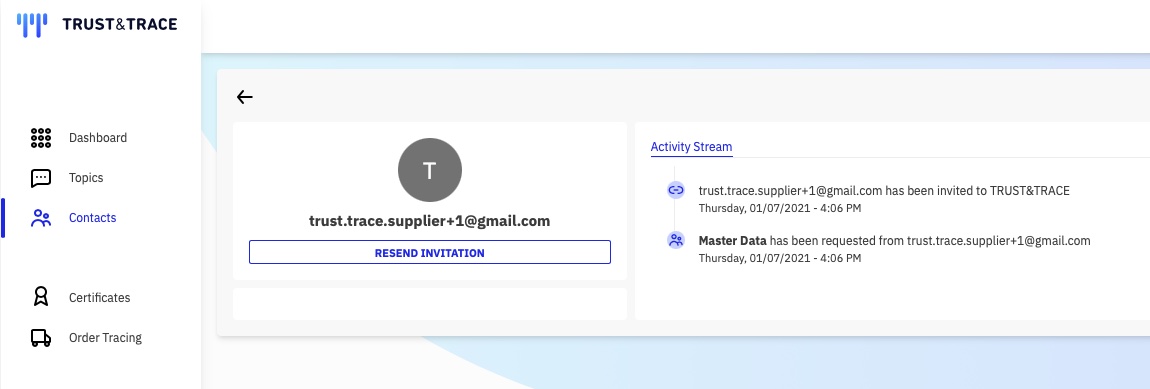 TRUST&TRACE
Dashboard
Topics
Contacts
Certificates
Order Tracing
T
trust.trace.supplier+1@gmail.com
RESEND INVITATION
Activity Stream
trust.trace.supplier+1@gmail.com has been invited to TRUST&TRACE
Thursday, 01/07/2021 - 4:06 PM
Master Data has been requested from trust.trace.supplier+1@gmail.com
Thursday, 01/07/2021 - 4:06 PM